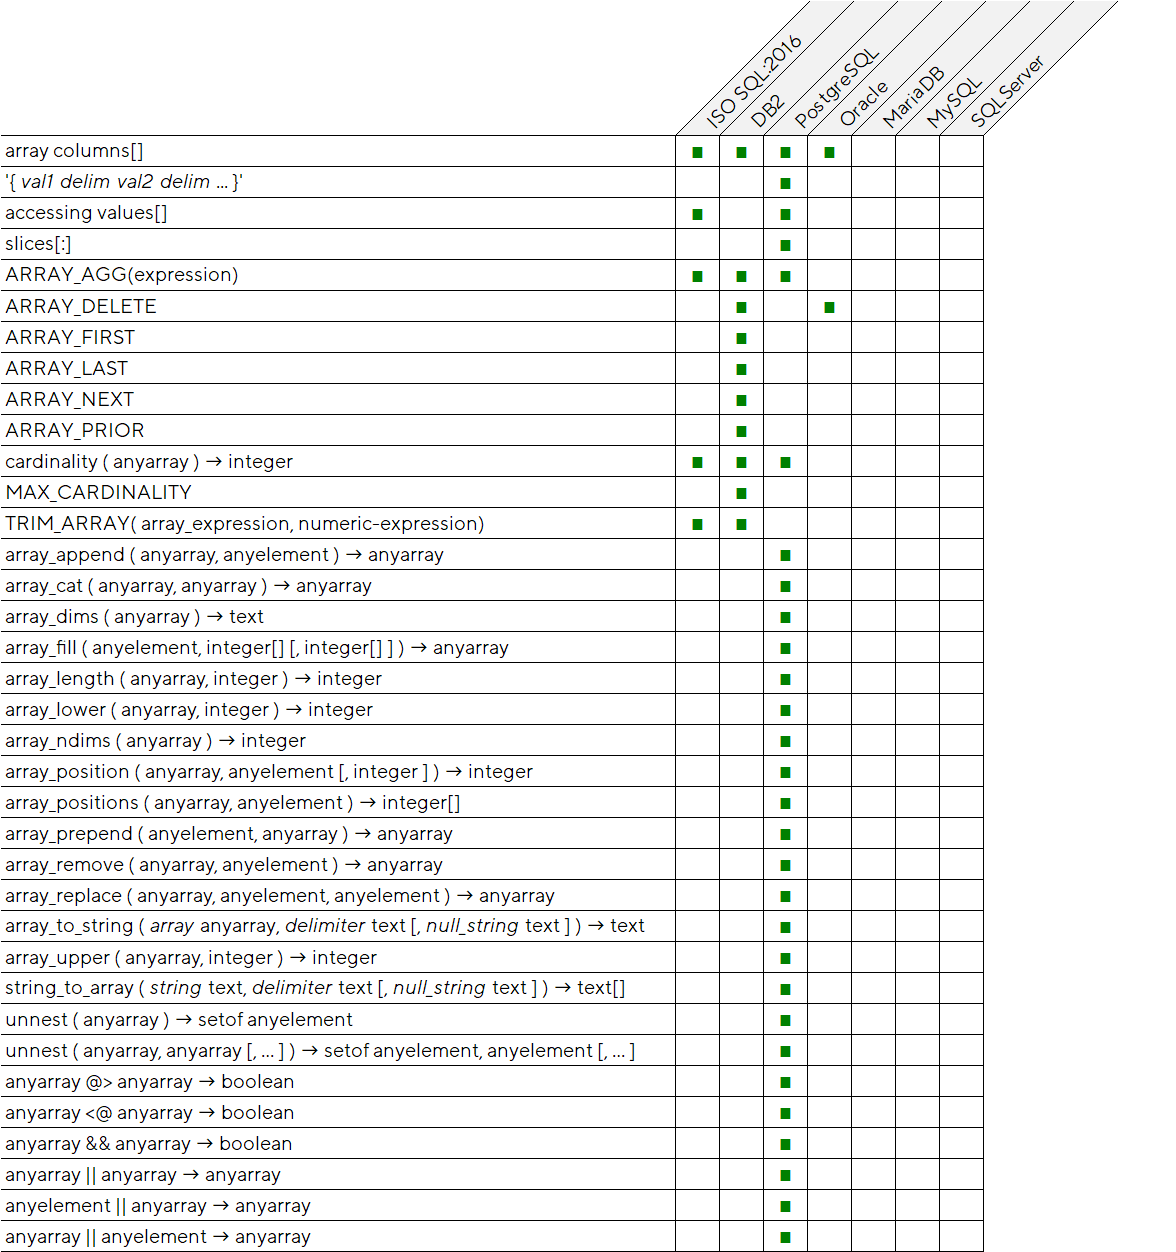 ISO SQL:2016
DB2
PostgreSQL
Oracle
MariaDB
MySQL
SQLServer
array columns[] ■ ■ ■ ■
'{ val1 delim val2 delim ... }' ■
accessing values[] ■ ■
slices[:] ■
ARRAY_AGG(expression) ■ ■ ■
ARRAY_DELETE ■ ■
ARRAY_FIRST ■
ARRAY_LAST ■
ARRAY_NEXT ■
ARRAY_PRIOR ■
cardinality ( anyarray ) → integer ■ ■ ■
MAX_CARDINALITY ■
TRIM_ARRAY( array_expression, numeric-expression) ■ ■
array_append ( anyarray, anyelement ) → anyarray ■
array_cat ( anyarray, anyarray ) → anyarray ■
array_dims ( anyarray ) → text ■
array_fill ( anyelement, integer[] [, integer[] ] ) → anyarray ■
array_length ( anyarray, integer ) → integer ■
array_lower ( anyarray, integer ) → integer ■
array_ndims ( anyarray ) → integer ■
array_position ( anyarray, anyelement [, integer ] ) → integer ■
array_positions ( anyarray, anyelement ) → integer[] ■
array_prepend ( anyelement, anyarray ) → anyarray ■
array_remove ( anyarray, anyelement ) → anyarray ■
array_replace ( anyarray, anyelement, anyelement ) → anyarray ■
array_to_string ( array anyarray, delimiter text [, null_string text ] ) → text ■
array_upper ( anyarray, integer ) → integer ■
string_to_array ( string text, delimiter text [, null_string text ] ) → text[] ■
unnest ( anyarray ) → setof anyelement ■
unnest ( anyarray, anyarray [, ... ] ) → setof anyelement, anyelement [, ... ] ■
anyarray @> anyarray → boolean ■
anyarray <@ anyarray → boolean ■
anyarray && anyarray → boolean ■
anyarray || anyarray → anyarray ■
anyelement || anyarray → anyarray ■
anyarray || anyelement → anyarray ■